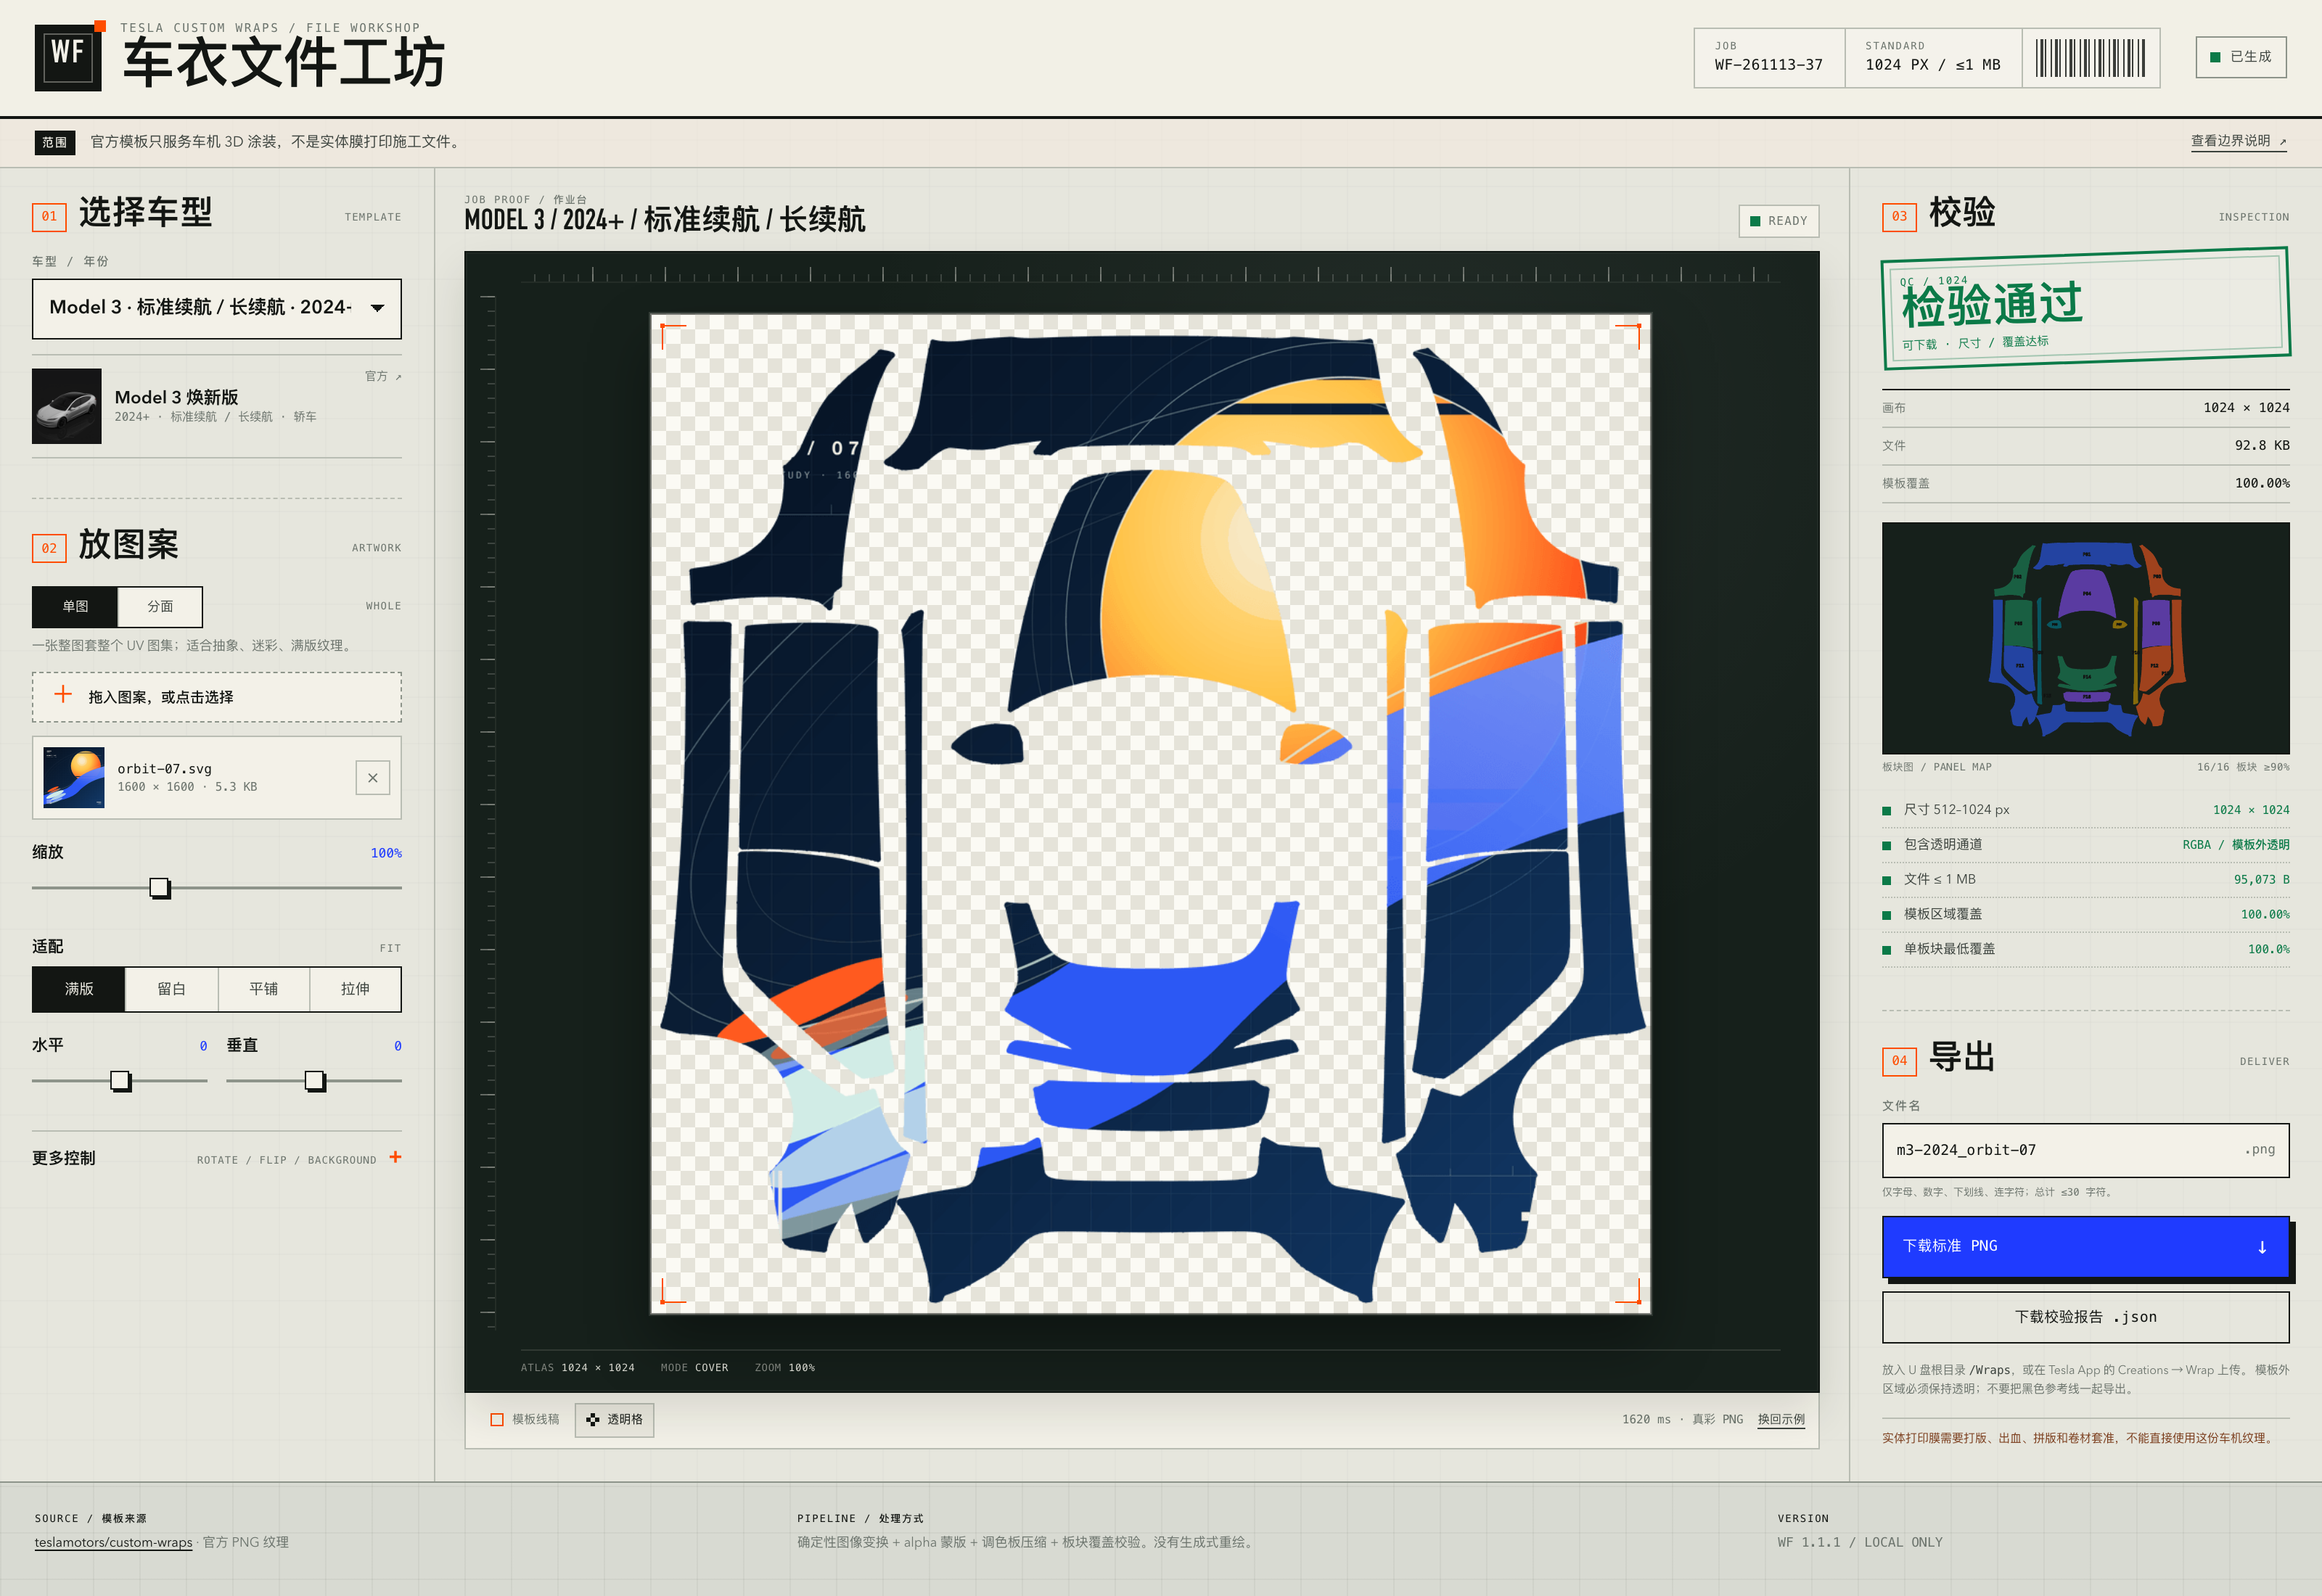 WF
TESLA CUSTOM WRAPS / FILE WORKSHOP
车衣文件工坊
JOB
WF-261113-37
STANDARD
1024 PX / ≤1 MB
已生成
范围
官方模板只服务车机 3D 涂装，不是实体膜打印施工文件。
查看边界说明 ↗
01 选择车型
TEMPLATE
车型 / 年份
Model 3 · 标准续航 / 长续航 · 2024-
官方 ↗
Model 3 焕新版
2024+ · 标准续航 / 长续航 · 轿车
02 放图案
ARTWORK
单图
分面
WHOLE
一张整图套整个 UV 图集；适合抽象、迷彩、满版纹理。
拖入图案，或点击选择
orbit-07.svg
1600 × 1600 · 5.3 KB
缩放
100%
适配
FIT
满版
留白
平铺
拉伸
水平
0
垂直
0
更多控制
ROTATE / FLIP / BACKGROUND +
JOB PROOF / 作业台
MODEL 3 / 2024+ / 标准续航 / 长续航
READY
/ 07
UDY · 16
ATLAS 1024 × 1024
MODE COVER
ZOOM 100%
模板线稿
透明格
1620 ms · 真彩 PNG
换回示例
03 校验
INSPECTION
QC / 1024
检验通过
可下载 · 尺寸 / 覆盖达标
画布
1024 × 1024
文件
92.8 KB
模板覆盖
100.00%
板块图 / PANEL MAP
16/16 板块 ≥90%
尺寸 512-1024 px
1024 × 1024
包含透明通道
RGBA / 模板外透明
文件 ≤ 1 MB
95,073 B
模板区域覆盖
100.00%
单板块最低覆盖
100.0%
04 导出
DELIVER
文件名
m3-2024_orbit-07
.png
仅字母、数字、下划线、连字符；总计 ≤30 字符。
下载标准 PNG ↓
下载校验报告 .json
放入 U 盘根目录 /Wraps，或在 Tesla App 的 Creations → Wrap 上传。 模板外
区域必须保持透明；不要把黑色参考线一起导出。
实体打印膜需要打版、出血、拼版和卷材套准，不能直接使用这份车机纹理。
SOURCE / 模板来源
teslamotors/custom-wraps · 官方 PNG 纹理
PIPELINE / 处理方式
确定性图像变换 + alpha 蒙版 + 调色板压缩 + 板块覆盖校验。没有生成式重绘。
VERSION
WF 1.1.1 / LOCAL ONLY